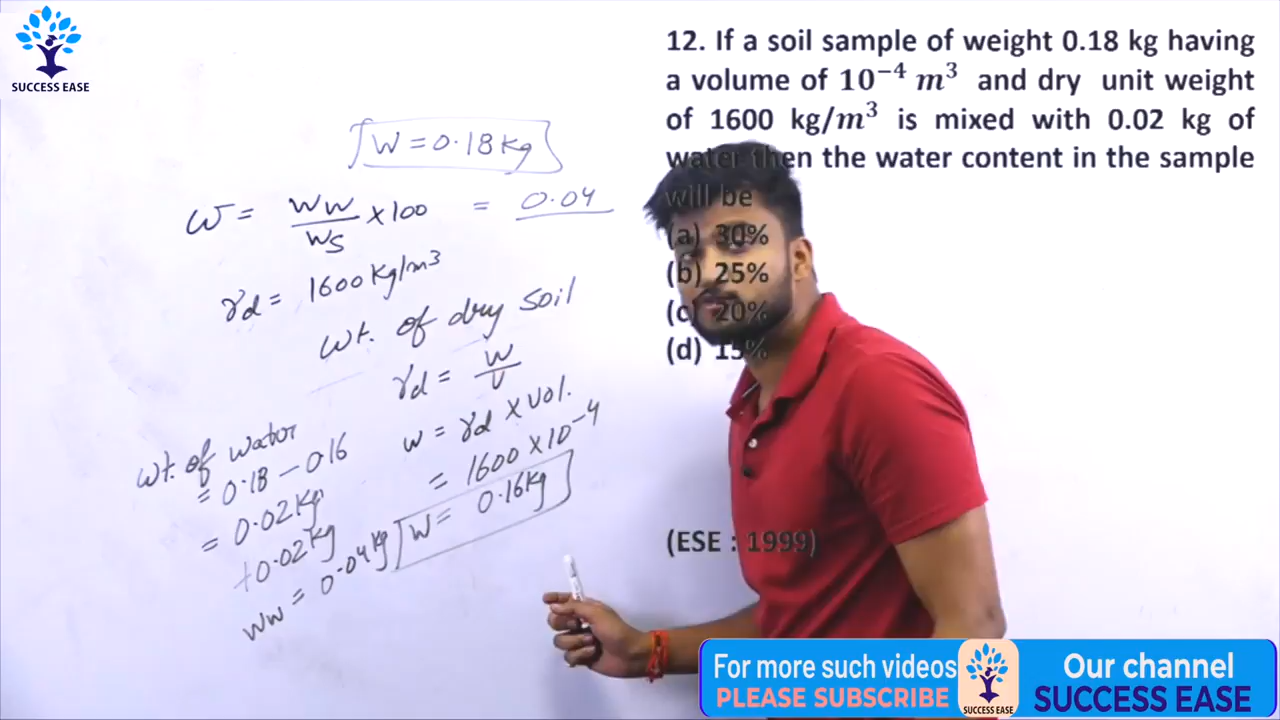 SUCCESS EASE
12. If a soil sample of weight 0.18 kg having
a volume of 10⁻⁴ m³ and dry unit weight
of 1600 kg/m³ is mixed with 0.02 kg of
water then the water content in the sample
will be
(a) 30%
(b) 25%
(c) 20%
(d) 15%
(ESE : 1999)
W = 0.18 kg
ω = Ww/Ws × 100 = 0.04
γd = 1600 kg/m³
Wt. of dry soil
γd = W/V
w = γd × Vol.
= 1600 × 10⁻⁴
W = 0.16 kg
Wt. of water
= 0.18 – 0.16
= 0.02 kg
+0.02 kg
Ww = 0.04 kg
For more such videos
PLEASE SUBSCRIBE
SUCCESS EASE
Our channel
SUCCESS EASE